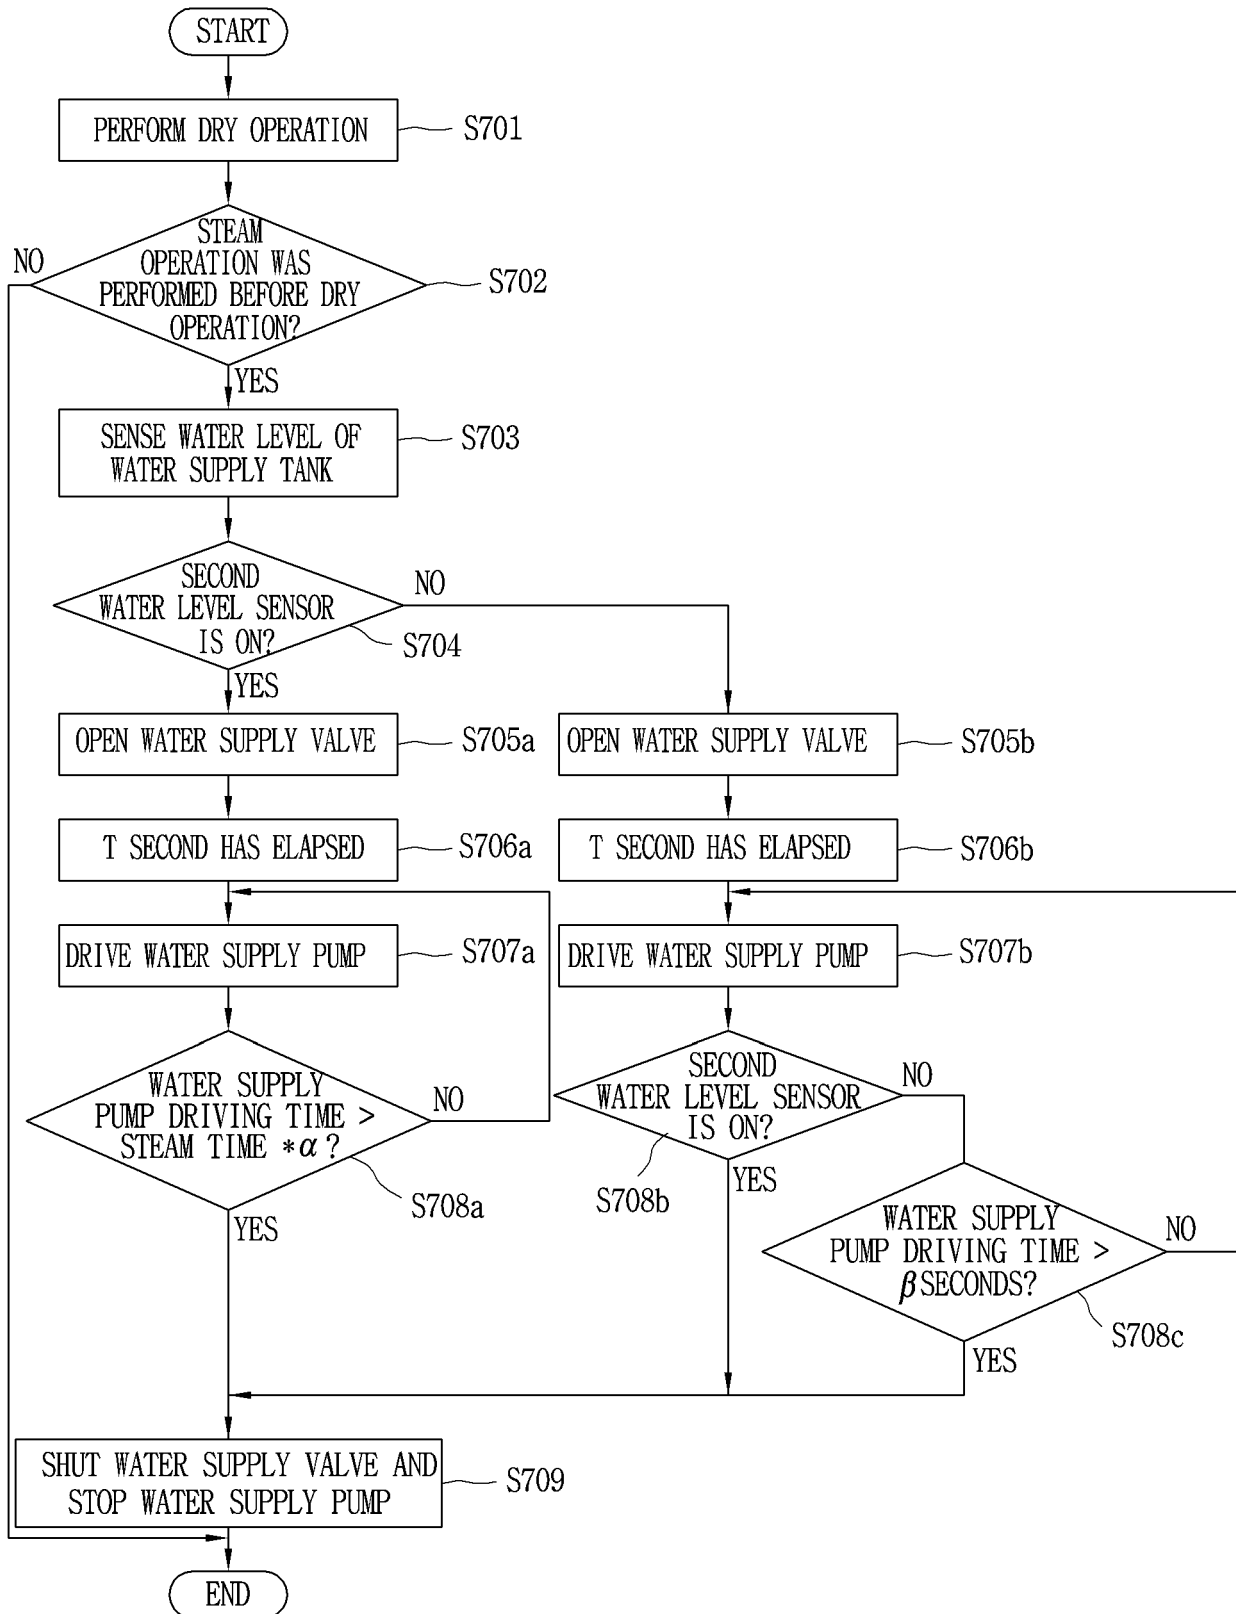 START
PERFORM DRY OPERATION
S701
STEAM
OPERATION WAS
PERFORMED BEFORE DRY
OPERATION?
NO
S702
YES
SENSE WATER LEVEL OF
WATER SUPPLY TANK
S703
SECOND
WATER LEVEL SENSOR
IS ON?
NO
S704
YES
OPEN WATER SUPPLY VALVE
S705a
OPEN WATER SUPPLY VALVE
S705b
T SECOND HAS ELAPSED
S706a
T SECOND HAS ELAPSED
S706b
DRIVE WATER SUPPLY PUMP
S707a
DRIVE WATER SUPPLY PUMP
S707b
WATER SUPPLY
PUMP DRIVING TIME >
STEAM TIME *α?
NO
S708a
YES
SECOND
WATER LEVEL SENSOR
IS ON?
NO
S708b
YES
WATER SUPPLY
PUMP DRIVING TIME >
β SECONDS?
NO
S708c
YES
SHUT WATER SUPPLY VALVE AND
STOP WATER SUPPLY PUMP
S709
END